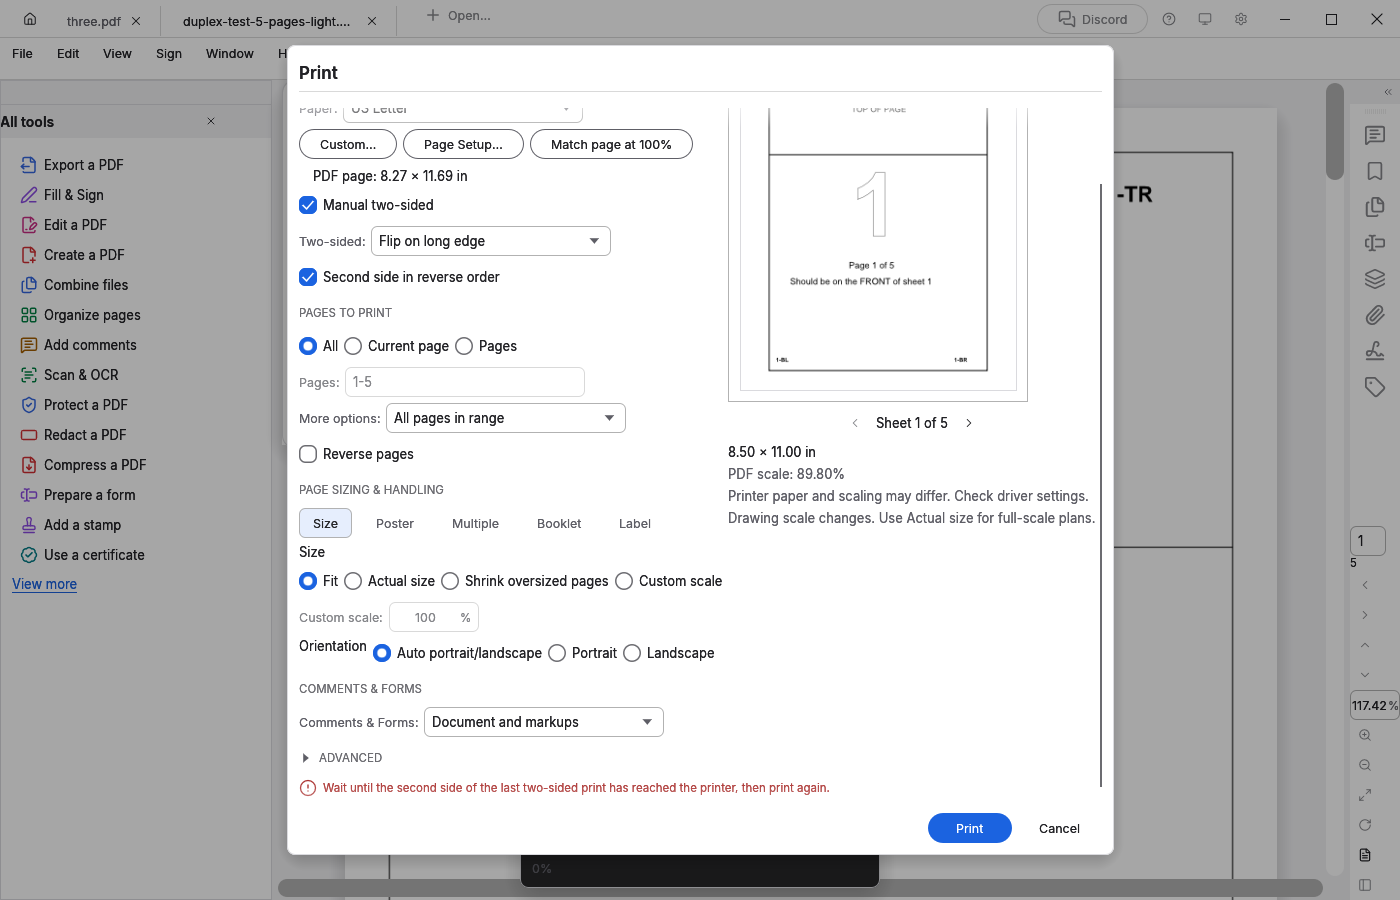 three.pdf
duplex-test-5-pages-light....
Open...
Discord
File Edit View Sign Window H
All tools
Export a PDF
Fill & Sign
Edit a PDF
Create a PDF
Combine files
Organize pages
Add comments
Scan & OCR
Protect a PDF
Redact a PDF
Compress a PDF
Prepare a form
Add a stamp
Use a certificate
View more
Print
Paper: US Letter
Custom... Page Setup... Match page at 100%
PDF page: 8.27 × 11.69 in
Manual two-sided
Two-sided: Flip on long edge
Second side in reverse order
PAGES TO PRINT
All Current page Pages
Pages: 1-5
More options: All pages in range
Reverse pages
PAGE SIZING & HANDLING
Size Poster Multiple Booklet Label
Size
Fit Actual size Shrink oversized pages Custom scale
Custom scale: 100 %
Orientation Auto portrait/landscape Portrait Landscape
COMMENTS & FORMS
Comments & Forms: Document and markups
ADVANCED
Wait until the second side of the last two-sided print has reached the printer, then print again.
Print Cancel
TOP OF PAGE
1
Page 1 of 5
Should be on the FRONT of sheet 1
1-BL 1-BR
Sheet 1 of 5
8.50 × 11.00 in
PDF scale: 89.80%
Printer paper and scaling may differ. Check driver settings.
Drawing scale changes. Use Actual size for full-scale plans.
-TR
1
5
117.42%
0%